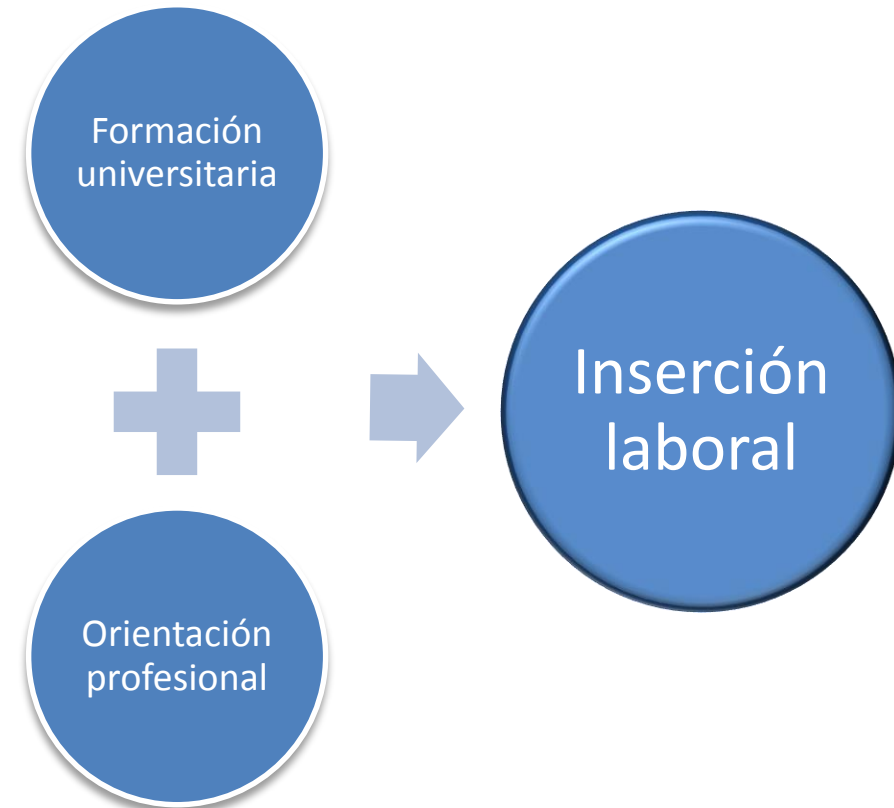 Formación
universitaria
Orientación
profesional
Inserción
laboral